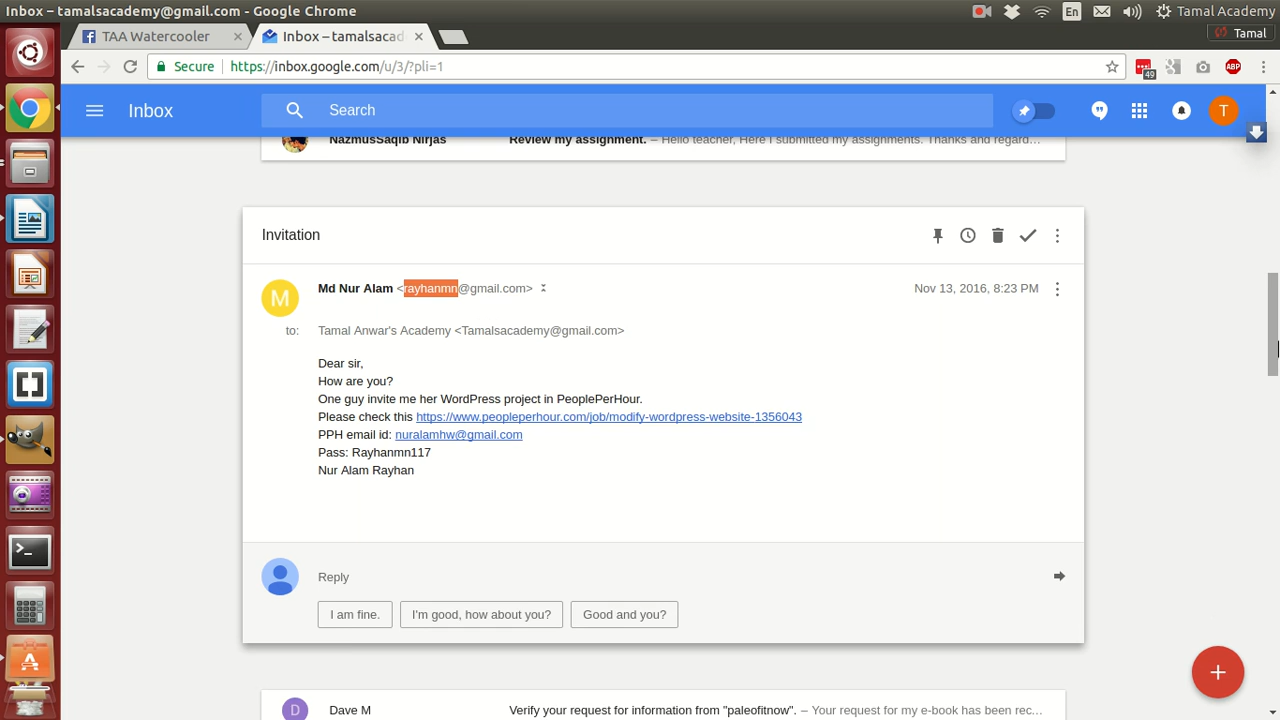 Inbox – tamalsacademy@gmail.com - Google Chrome
En
Tamal Academy
TAA Watercooler
Inbox – tamalsacade
Tamal
Secure
https://inbox.google.com/u/3/?pli=1
49
ABP
Inbox
Search
T
NazmusSaqib Nirjas
Review my assignment. – Hello teacher, Here I submitted my assignments. Thanks and regard…
Invitation
M
Md Nur Alam <rayhanmn@gmail.com>
Nov 13, 2016, 8:23 PM
to: Tamal Anwar's Academy <Tamalsacademy@gmail.com>
Dear sir,
How are you?
One guy invite me her WordPress project in PeoplePerHour.
Please check this https://www.peopleperhour.com/job/modify-wordpress-website-1356043
PPH email id: nuralamhw@gmail.com
Pass: Rayhanmn117
Nur Alam Rayhan
Reply
I am fine.
I'm good, how about you?
Good and you?
D
Dave M
Verify your request for information from "paleofitnow". – Your request for my e-book has been rec…